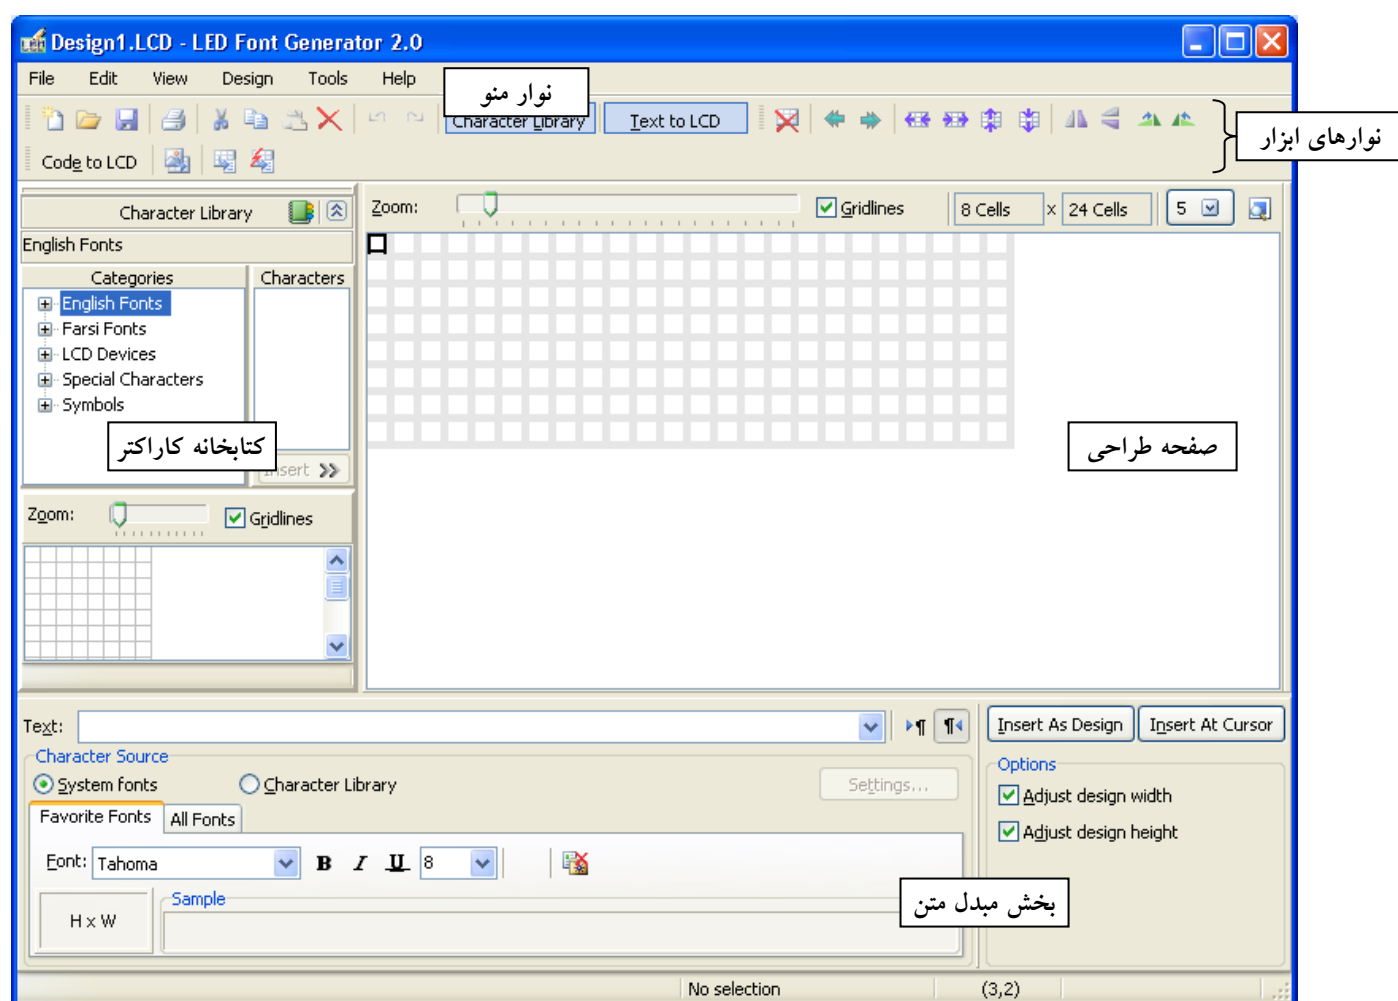 Design1.LCD - LED Font Generator 2.0
File Edit View Design Tools Help
نوار منو
Character Library Text to LCD
نوارهای ابزار
Code to LCD
Character Library
Zoom: Gridlines 8 Cells x 24 Cells 5
English Fonts
Categories Characters
English Fonts
Farsi Fonts
LCD Devices
Special Characters
Symbols
کتابخانه کاراکتر
صفحه طراحی
Insert
Zoom: Gridlines
Text: Insert As Design Insert At Cursor
Character Source
System fonts Character Library Settings...
Options
Adjust design width
Adjust design height
Favorite Fonts All Fonts
Font: Tahoma B I U 8
Sample
H x W
بخش مبدل متن
No selection (3,2)